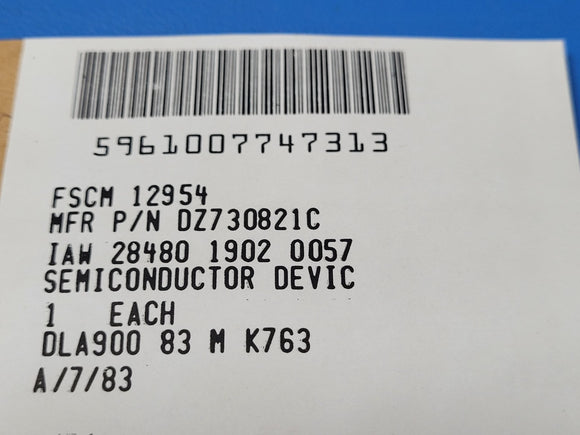 5961007747313
FSCM 12954
MFR P/N DZ730821C
IAW 28480 1902 0057
SEMICONDUCTOR DEVIC
1 EACH
DLA900 83 M K763
A/7/83